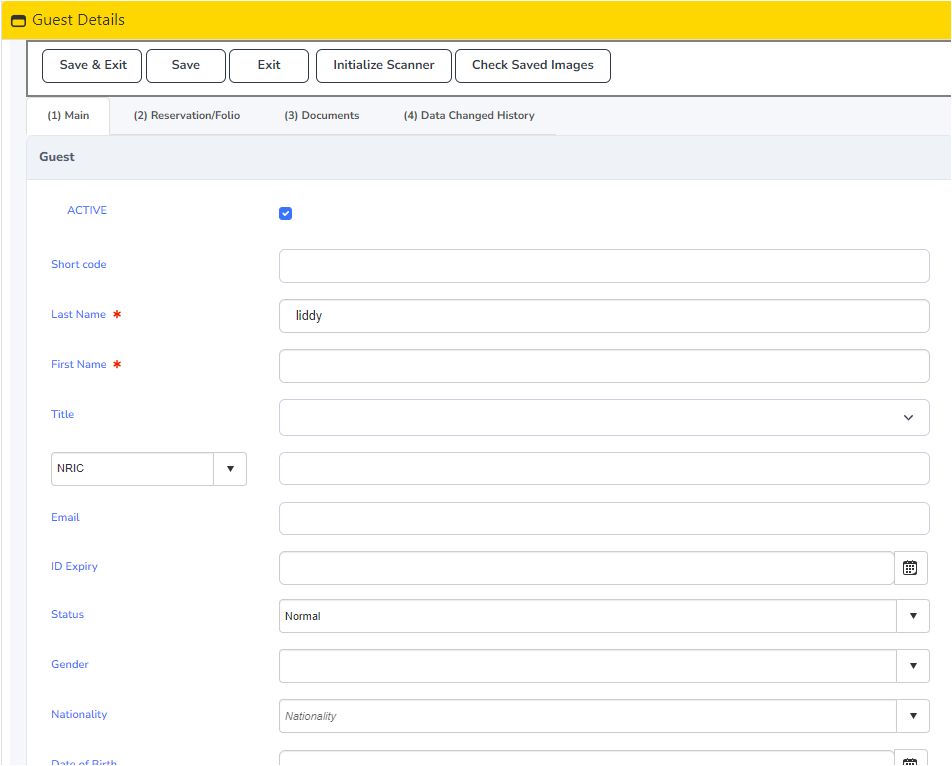 Guest Details
Save & Exit Save Exit Initialize Scanner Check Saved Images
(1) Main (2) Reservation/Folio (3) Documents (4) Data Changed History
Guest
ACTIVE
Short code
Last Name * liddy
First Name *
Title
NRIC
Email
ID Expiry
Status Normal
Gender
Nationality Nationality
Date of Birth